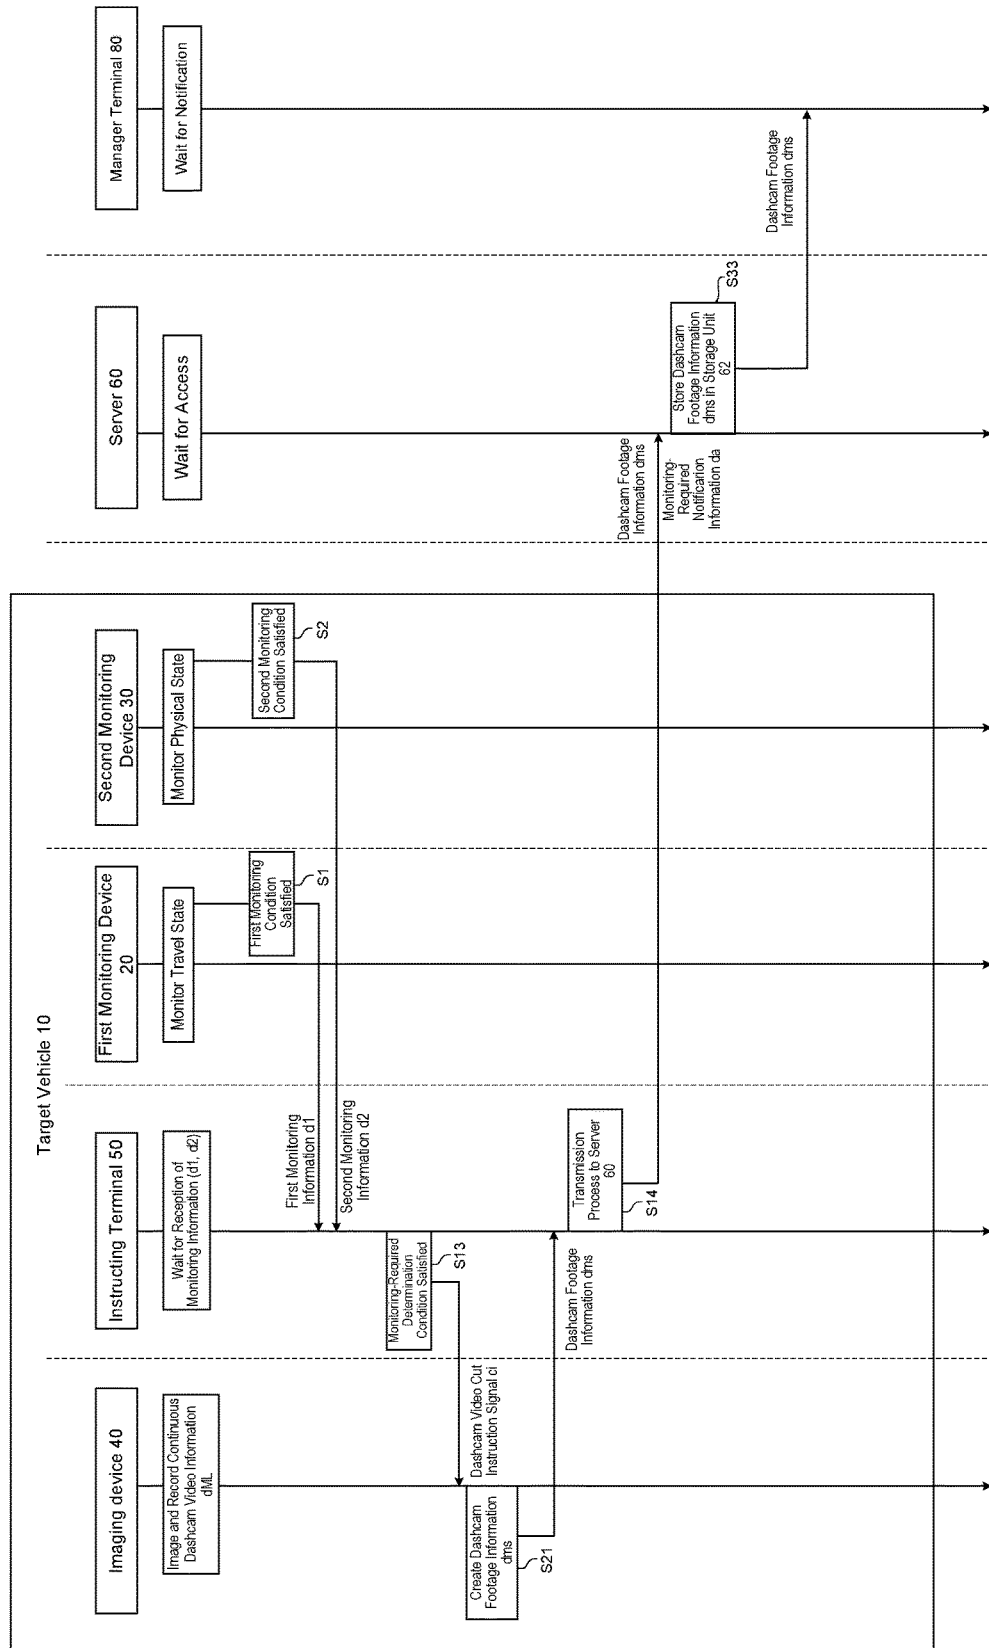 Target Vehicle 10
Imaging device 40
Image and Record Continuous
Dashcam Video Information
dML
Create Dashcam
Footage Information
dms
S21
Instructing Terminal 50
Wait for Reception of
Monitoring Information (d1, d2)
First Monitoring
Information d1
Second Monitoring
Information d2
Monitoring-Required
Determination
Condition Satisfied
S13
Dashcam Video Cut
Instruction Signal ci
Dashcam Footage
Information dms
Transmission
Process to Server
60
S14
First Monitoring Device
20
Monitor Travel State
First Monitoring
Condition
Satisfied
S1
Second Monitoring
Device 30
Monitor Physical State
Second Monitoring
Condition Satisfied
S2
Server 60
Wait for Access
Dashcam Footage
Information dms
Monitoring-
Required
Notificarion
Information da
Store Dashcam
Footage Information
dms in Storage Unit
62
S33
Manager Terminal 80
Wait for Notification
Dashcam Footage
Information dms